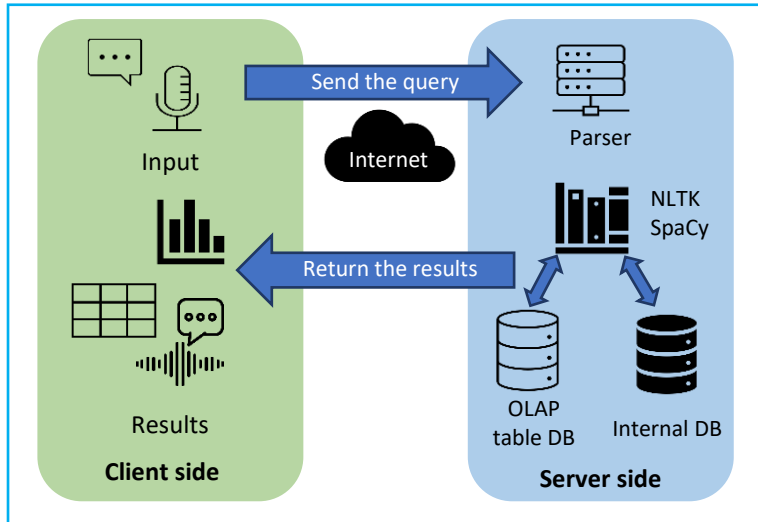 Send the query
Internet
Input
Parser
NLTK
SpaCy
Return the results
OLAP
table DB
Internal DB
Results
Client side
Server side